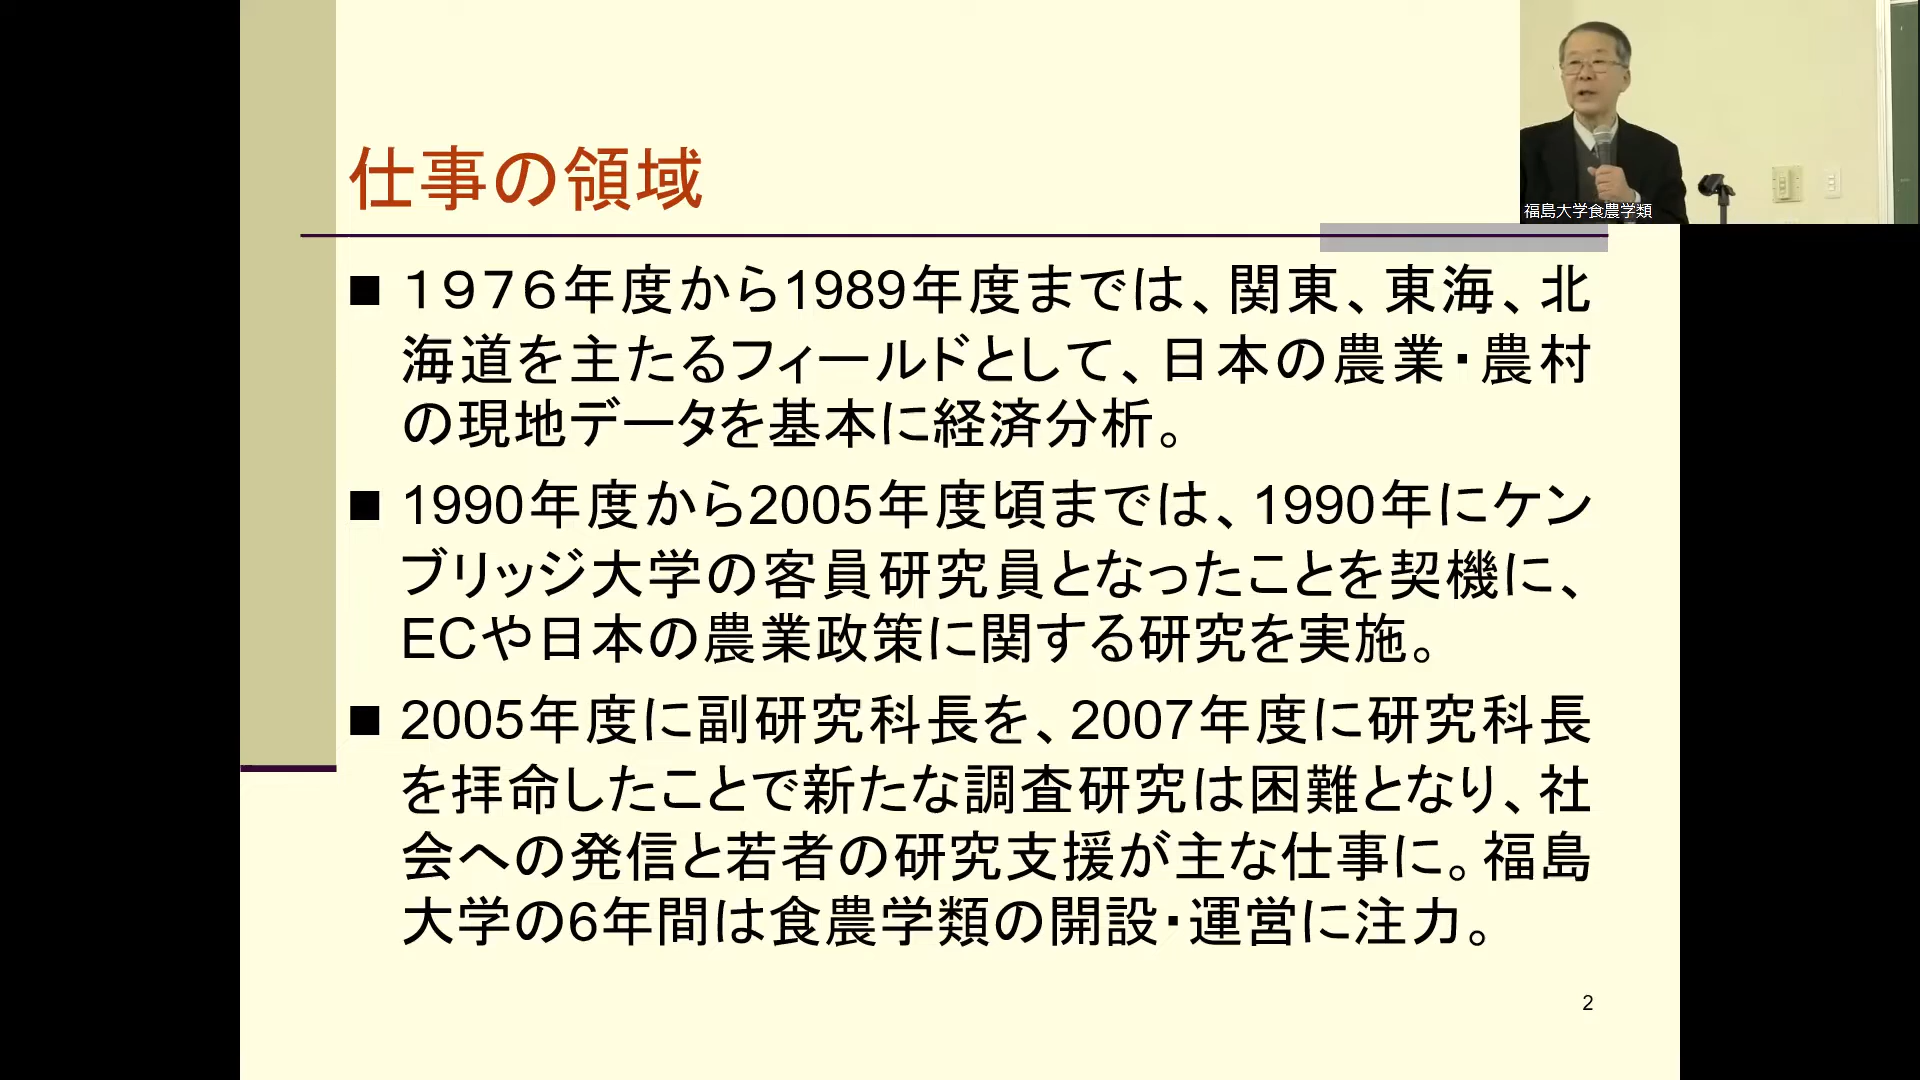 福島大学食農学類
仕事の領域
■ １９７６年度から1989年度までは、関東、東海、北
海道を主たるフィールドとして、日本の農業・農村
の現地データを基本に経済分析。
■ 1990年度から2005年度頃までは、1990年にケン
ブリッジ大学の客員研究員となったことを契機に、
ECや日本の農業政策に関する研究を実施。
■ 2005年度に副研究科長を、2007年度に研究科長
を拝命したことで新たな調査研究は困難となり、社
会への発信と若者の研究支援が主な仕事に。福島
大学の6年間は食農学類の開設・運営に注力。
2